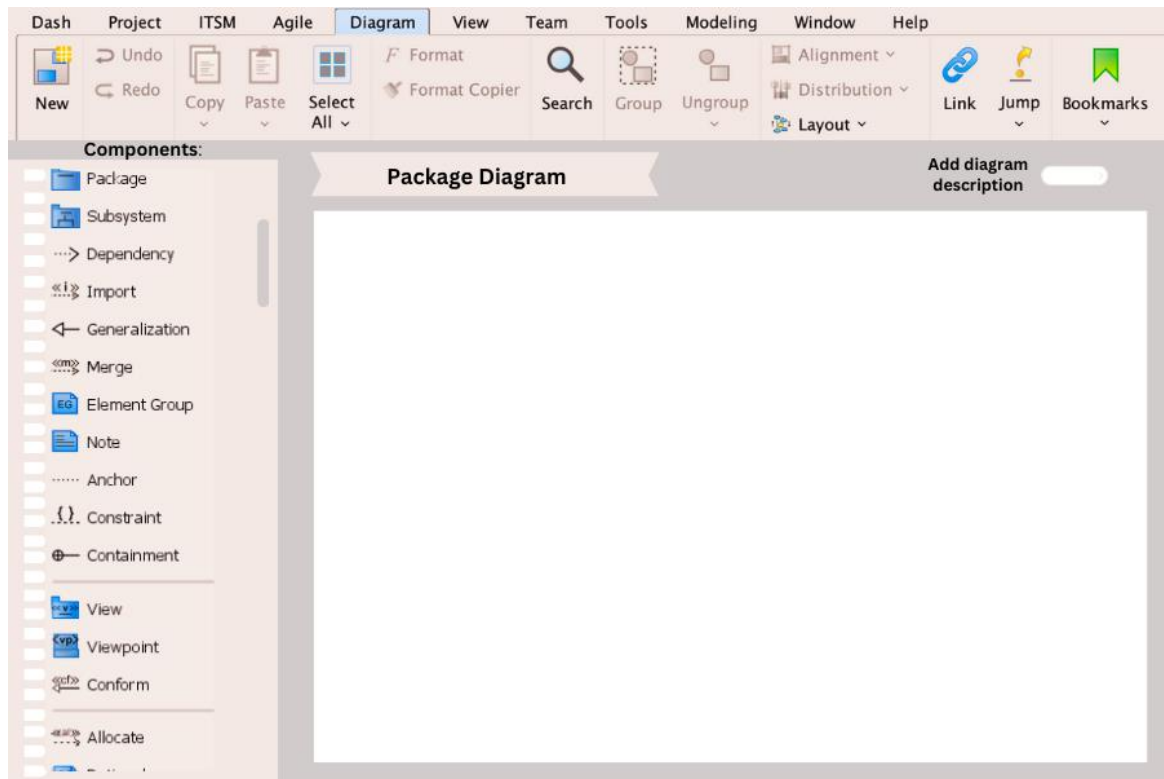 Dash Project ITSM Agile Diagram View Team Tools Modeling Window Help
New
Undo
Redo
Copy
Paste
Select
All
F Format
Format Copier
Search
Group
Ungroup
Alignment
Distribution
Layout
Link
Jump
Bookmarks
Components:
Package
Subsystem
Dependency
«i» Import
Generalization
«m» Merge
EG Element Group
Note
Anchor
{} Constraint
Containment
«v» View
«vp» Viewpoint
Conform
Allocate
Package Diagram
Add diagram
description